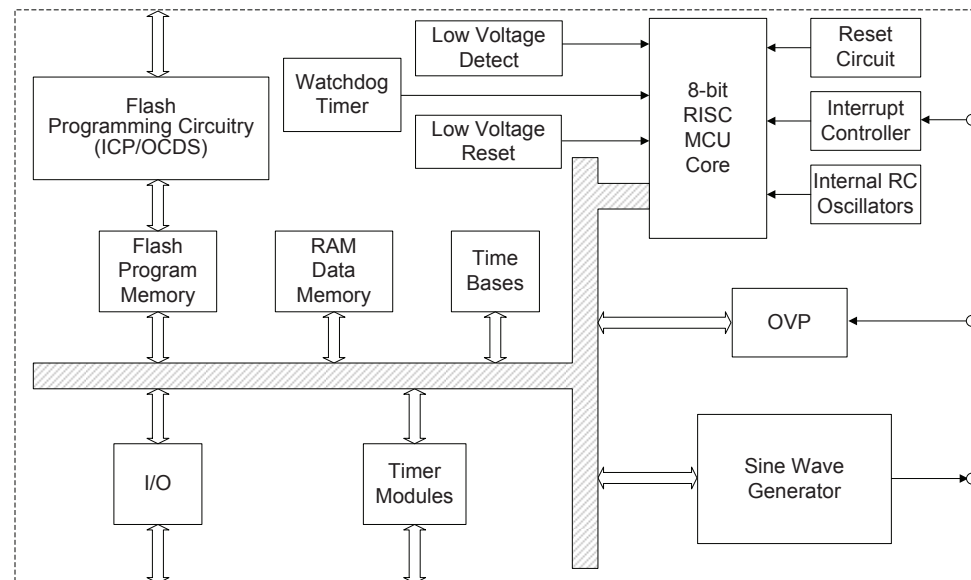 Low Voltage
Detect
Reset
Circuit
Watchdog
Timer
8-bit
RISC
MCU
Core
Flash
Programming Circuitry
(ICP/OCDS)
Interrupt
Controller
Low Voltage
Reset
Internal RC
Oscillators
Flash
Program
Memory
RAM
Data
Memory
Time
Bases
OVP
I/O
Timer
Modules
Sine Wave
Generator